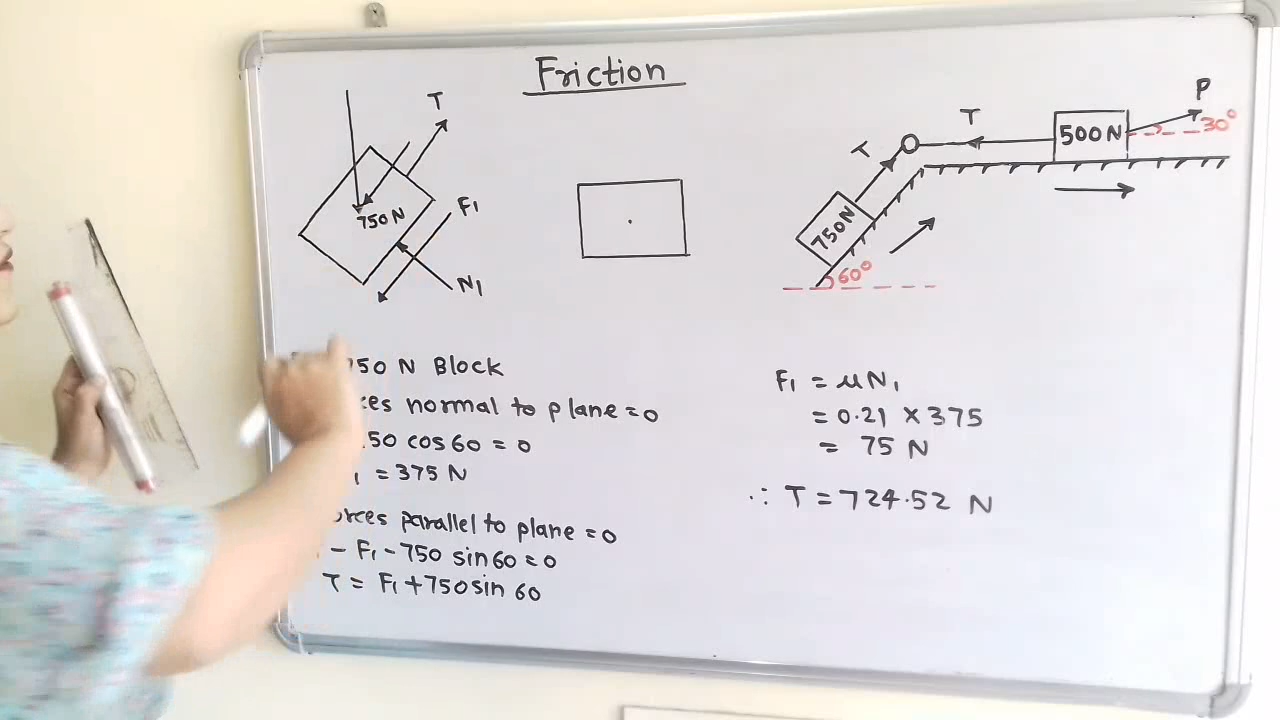 Friction
T
750 N
F1
N1
T
T
500 N
P
30°
750 N
60°
750 N Block
normal to plane = 0
cos 60 = 0
= 375 N
parallel to plane = 0
- F1 - 750 sin 60 = 0
T = F1 + 750 sin 60
F1 = μN1
= 0.21 × 375
= 75 N
∴ T = 724.52 N